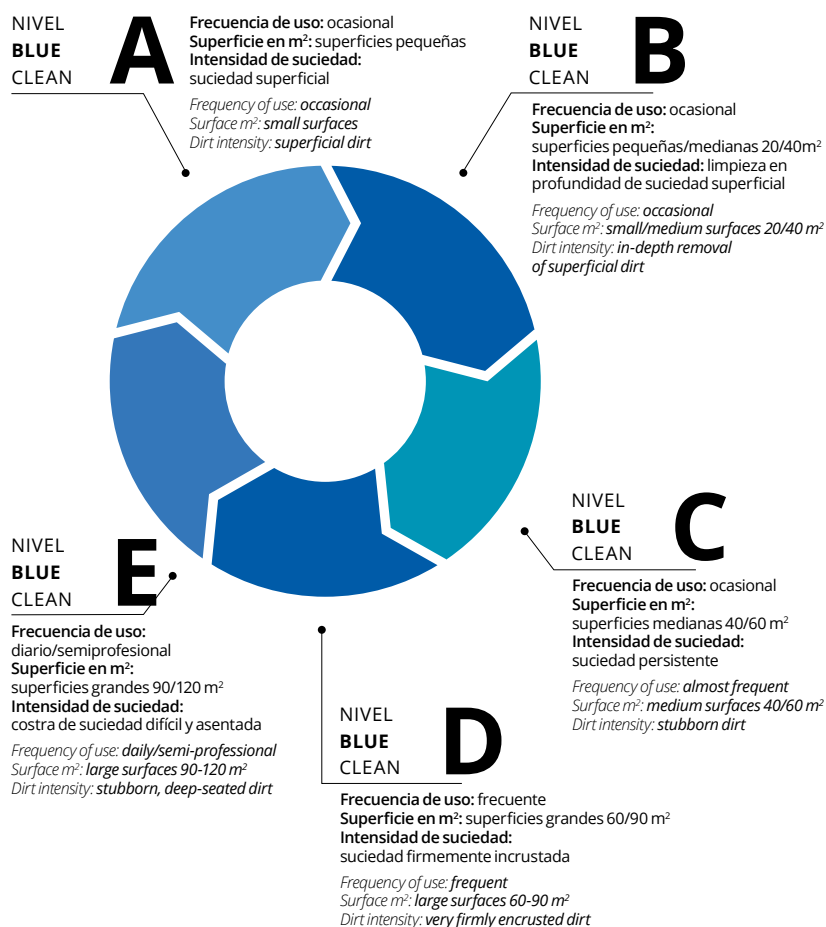 NIVEL
BLUE
CLEAN
A
Frecuencia de uso: ocasional
Superficie en m²: superficies pequeñas
Intensidad de suciedad:
suciedad superficial
Frequency of use: occasional
Surface m²: small surfaces
Dirt intensity: superficial dirt
NIVEL
BLUE
CLEAN
B
Frecuencia de uso: ocasional
Superficie en m²:
superficies pequeñas/medianas 20/40m²
Intensidad de suciedad: limpieza en
profundidad de suciedad superficial
Frequency of use: occasional
Surface m²: small/medium surfaces 20/40 m²
Dirt intensity: in-depth removal
of superficial dirt
NIVEL
BLUE
CLEAN
C
Frecuencia de uso: ocasional
Superficie en m²:
superficies medianas 40/60 m²
Intensidad de suciedad:
suciedad persistente
Frequency of use: almost frequent
Surface m²: medium surfaces 40/60 m²
Dirt intensity: stubborn dirt
NIVEL
BLUE
CLEAN
D
Frecuencia de uso: frecuente
Superficie en m²: superficies grandes 60/90 m²
Intensidad de suciedad:
suciedad firmemente incrustada
Frequency of use: frequent
Surface m²: large surfaces 60-90 m²
Dirt intensity: very firmly encrusted dirt
NIVEL
BLUE
CLEAN
E
Frecuencia de uso:
diario/semiprofesional
Superficie en m²:
superficies grandes 90/120 m²
Intensidad de suciedad:
costra de suciedad difícil y asentada
Frequency of use: daily/semi-professional
Surface m²: large surfaces 90-120 m²
Dirt intensity: stubborn, deep-seated dirt